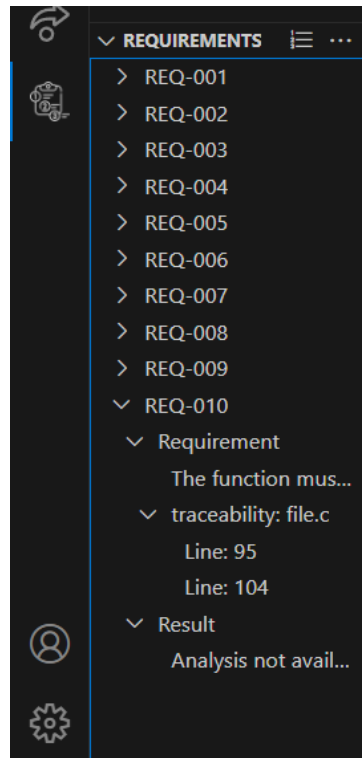 REQUIREMENTS
REQ-001
REQ-002
REQ-003
REQ-004
REQ-005
REQ-006
REQ-007
REQ-008
REQ-009
REQ-010
Requirement
The function mus...
traceability: file.c
Line: 95
Line: 104
Result
Analysis not avail...